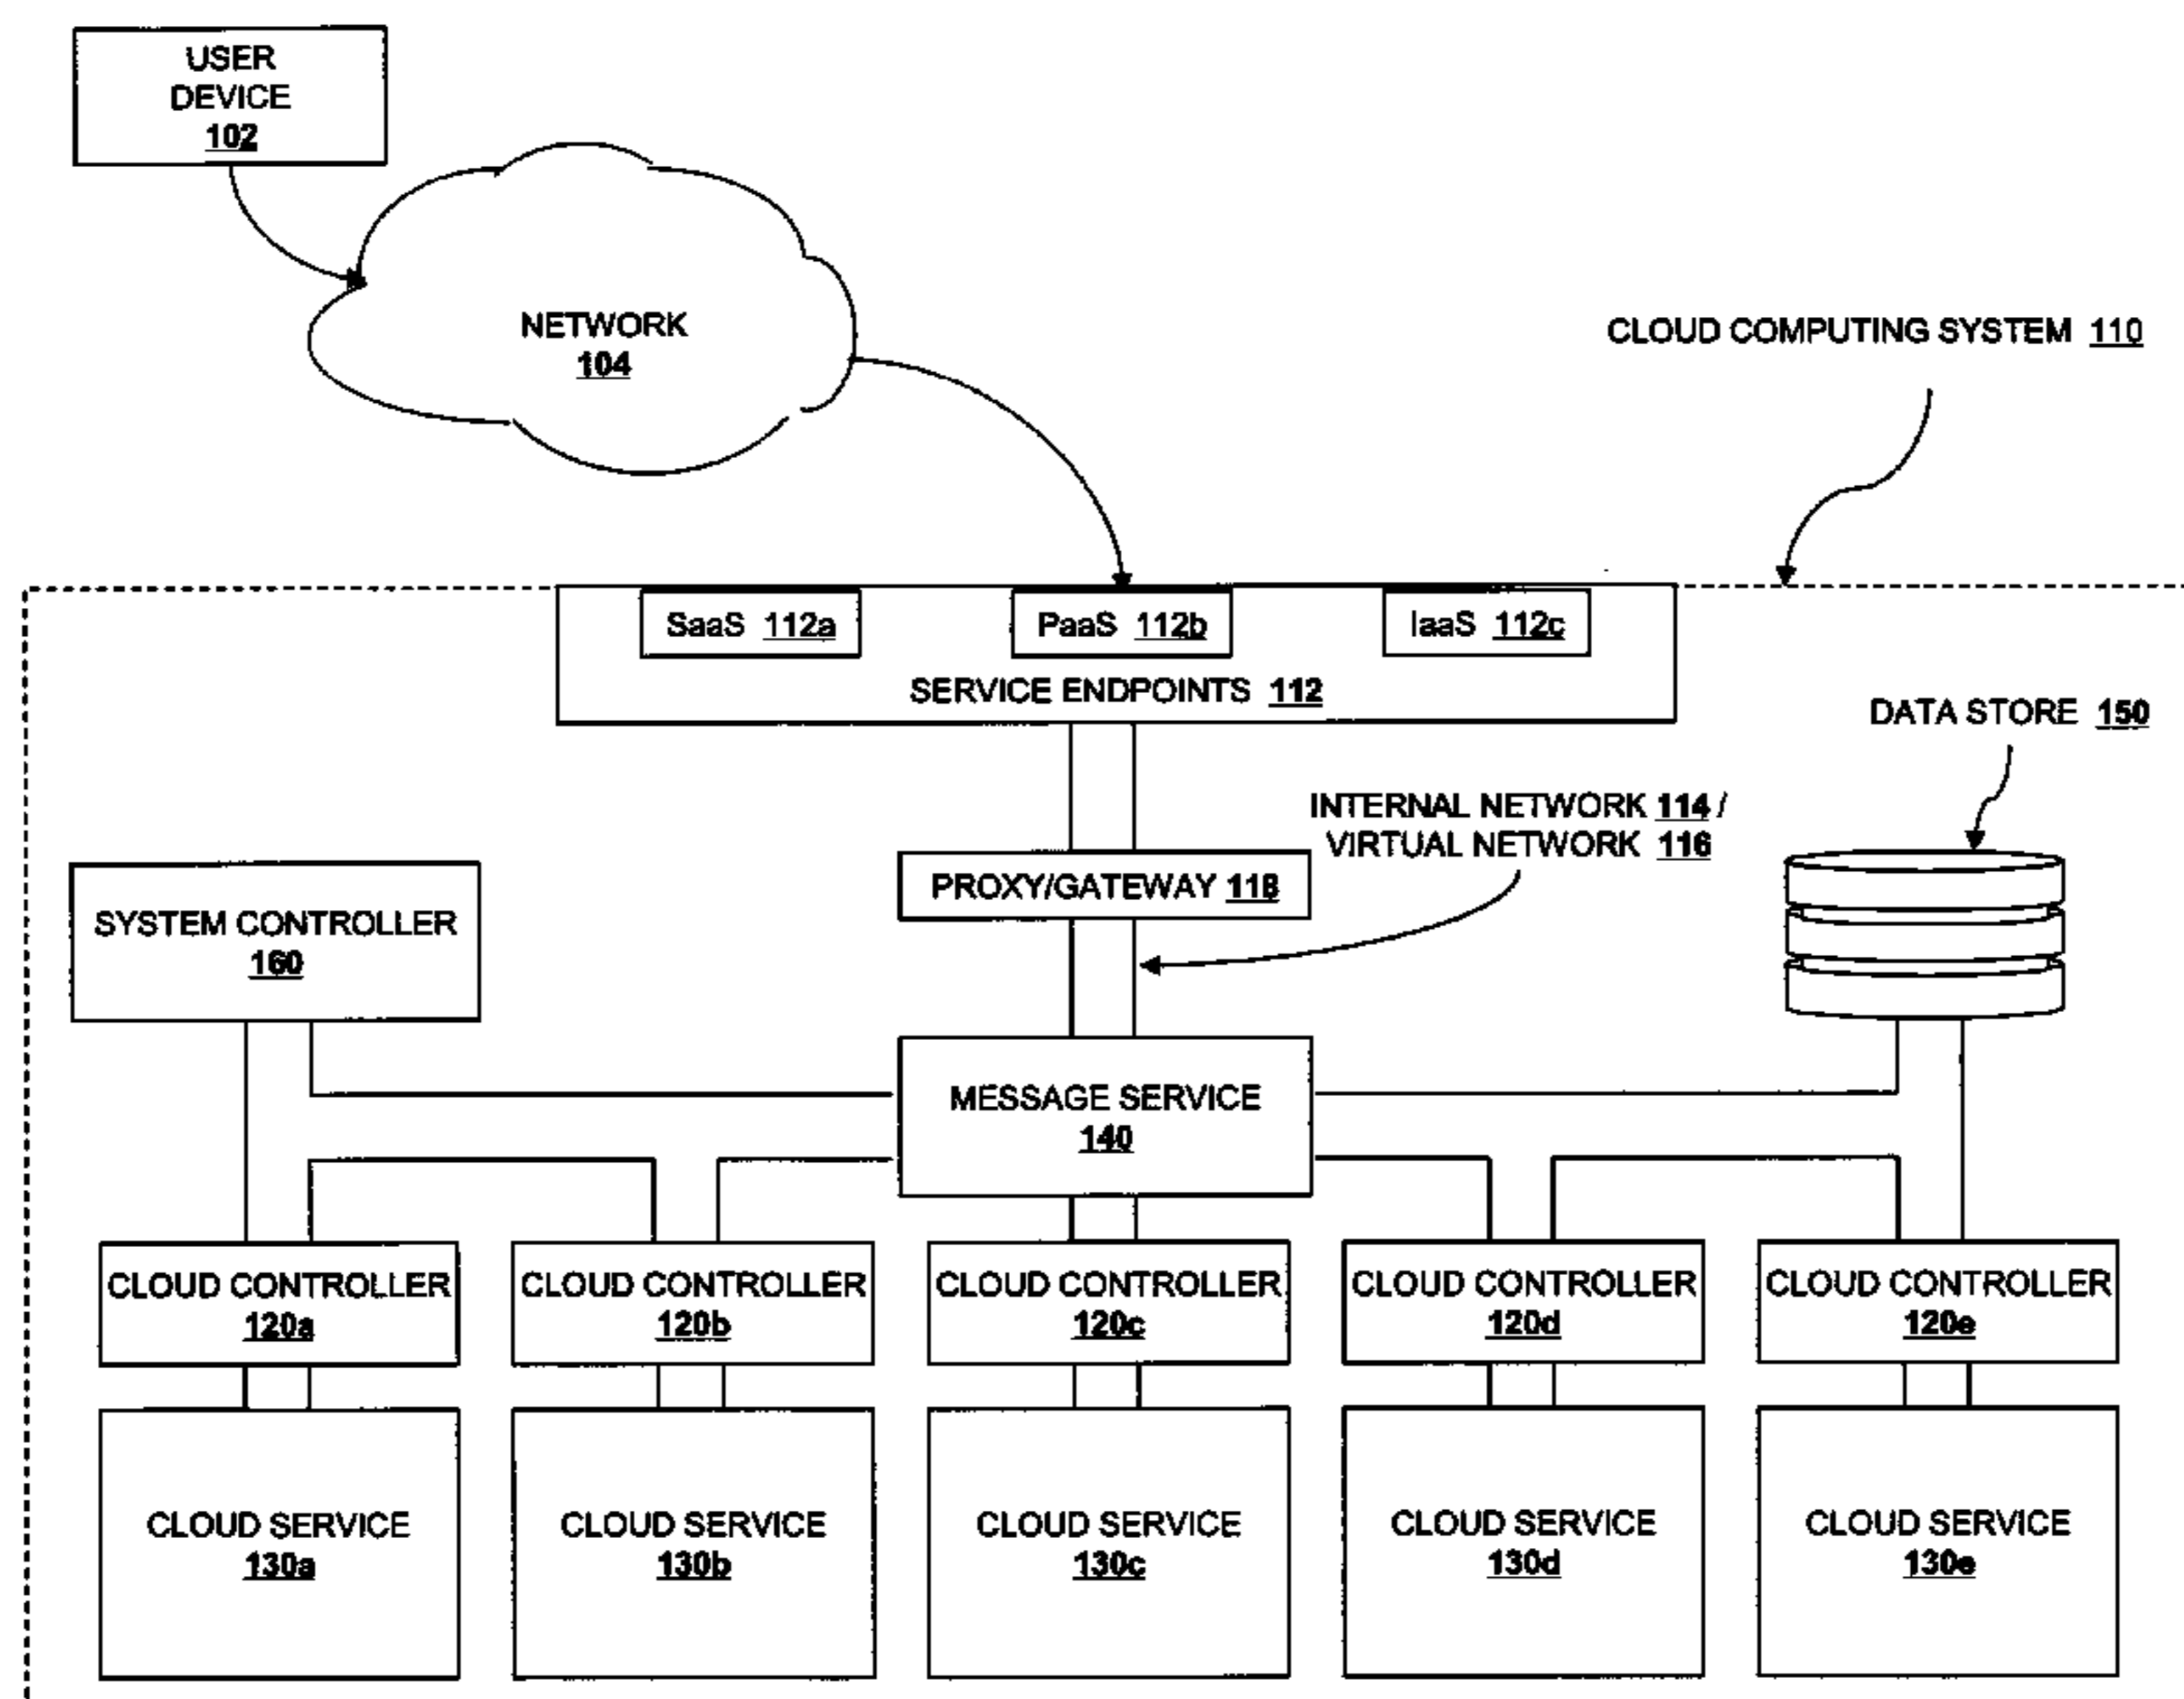 USER
DEVICE
102
NETWORK
104
CLOUD COMPUTING SYSTEM 110
SaaS 112a
PaaS 112b
IaaS 112c
SERVICE ENDPOINTS 112
DATA STORE 150
INTERNAL NETWORK 114 /
VIRTUAL NETWORK 116
PROXY/GATEWAY 118
SYSTEM CONTROLLER
160
MESSAGE SERVICE
140
CLOUD CONTROLLER
120a
CLOUD CONTROLLER
120b
CLOUD CONTROLLER
120c
CLOUD CONTROLLER
120d
CLOUD CONTROLLER
120e
CLOUD SERVICE
130a
CLOUD SERVICE
130b
CLOUD SERVICE
130c
CLOUD SERVICE
130d
CLOUD SERVICE
130e